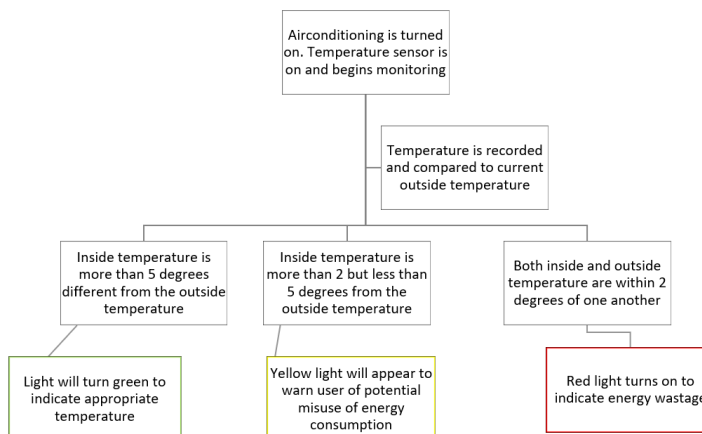 Airconditioning is turned
on. Temperature sensor is
on and begins monitoring
Temperature is recorded
and compared to current
outside temperature
Inside temperature is
more than 5 degrees
different from the outside
temperature
Inside temperature is
more than 2 but less than
5 degrees from the
outside temperature
Both inside and outside
temperature are within 2
degrees of one another
Light will turn green to
indicate appropriate
temperature
Yellow light will appear to
warn user of potential
misuse of energy
consumption
Red light turns on to
indicate energy wastage